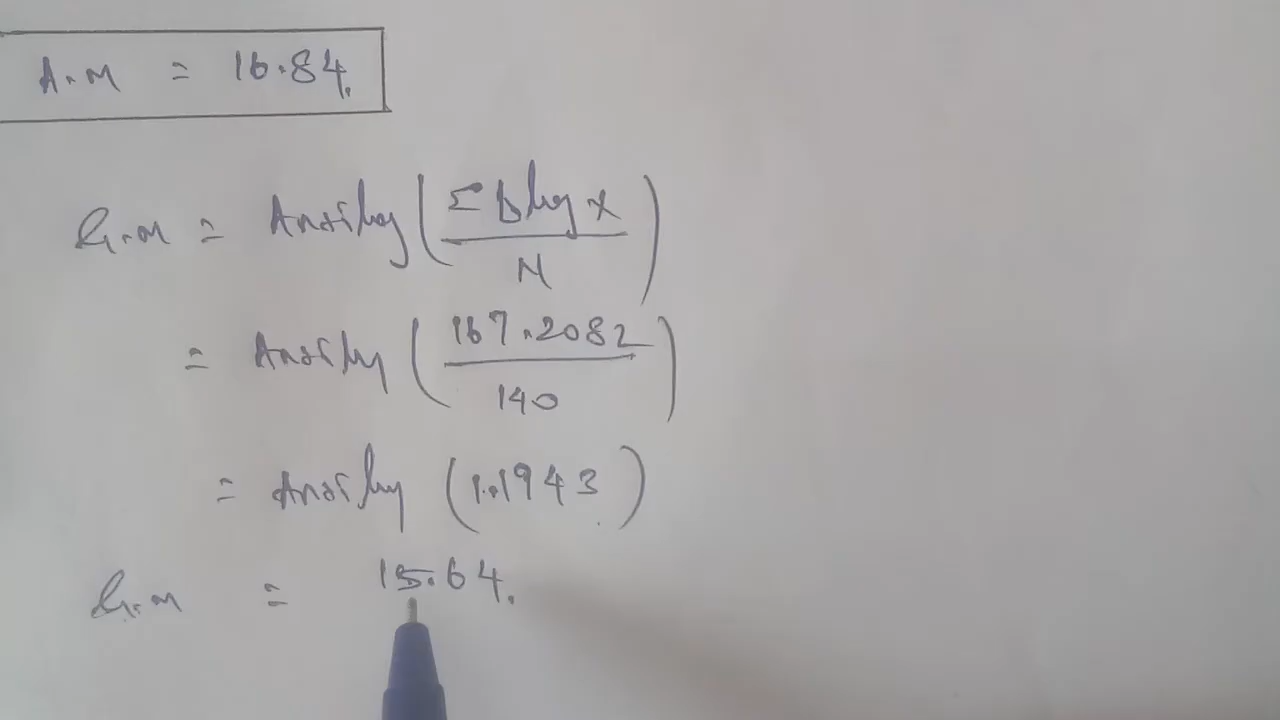 A.M = 16.84.
G.M = Antilog (Σ f log x / N)
= Antilog (167.2082 / 140)
= Antilog (1.1943)
G.M = 15.64.